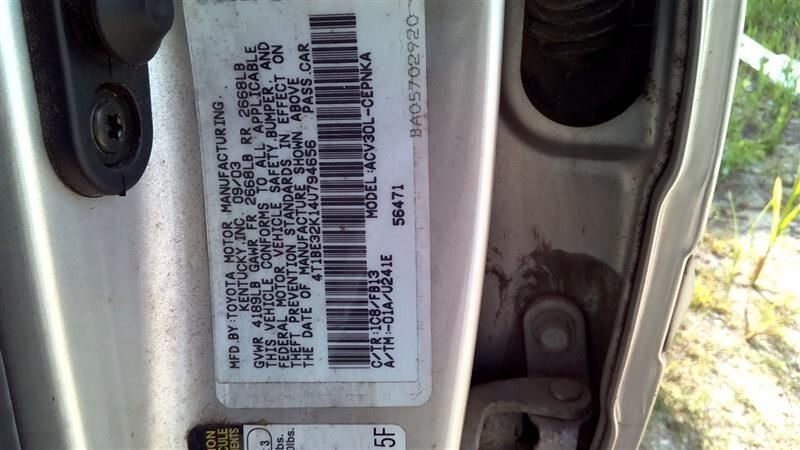 MFD.BY:TOYOTA MOTOR MANUFACTURING,
KENTUCKY,INC. 09/03
GVWR 4189LB GAWR FR 2668LB RR 2668LB
THIS VEHICLE CONFORMS TO ALL APPLICABLE
FEDERAL MOTOR VEHICLE SAFETY,BUMPER, AND
THEFT PREVENTION STANDARDS IN EFFECT ON
THE DATE OF MANUFACTURE SHOWN ABOVE.
4T1BE32K14U794656 PASS.CAR
MODEL:ACV30L-CEPNKA
56471
C/TR:1C8/FB13
A/TM:-01A/U241E
BA05702920
5F